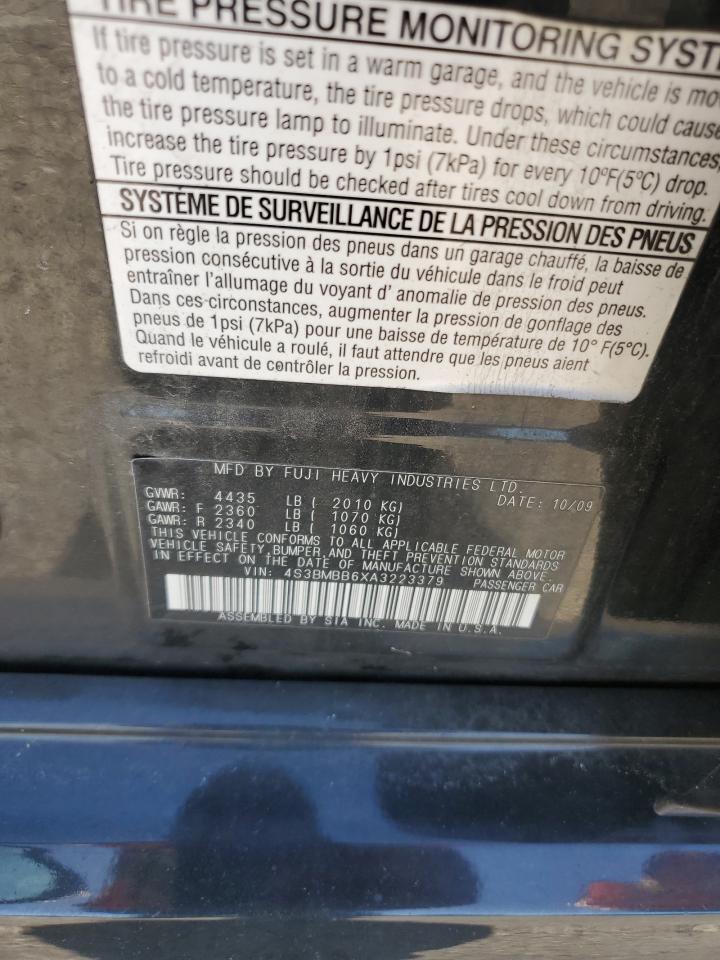 TIRE PRESSURE MONITORING SYST
If tire pressure is set in a warm garage, and the vehicle is mo
to a cold temperature, the tire pressure drops, which could cause
the tire pressure lamp to illuminate. Under these circumstances,
increase the tire pressure by 1psi (7kPa) for every 10°F(5°C) drop.
Tire pressure should be checked after tires cool down from driving.
SYSTÈME DE SURVEILLANCE DE LA PRESSION DES PNEUS
Si on règle la pression des pneus dans un garage chauffé, la baisse de
pression consécutive à la sortie du véhicule dans le froid peut
entraîner l'allumage du voyant d' anomalie de pression des pneus.
Dans ces circonstances, augmenter la pression de gonflage des
pneus de 1psi (7kPa) pour une baisse de température de 10° F(5°C).
Quand le véhicule a roulé, il faut attendre que les pneus aient
refroidi avant de contrôler la pression.
MFD BY FUJI HEAVY INDUSTRIES LTD.
GVWR: 4435 LB ( 2010 KG) DATE: 10/09
GAWR: F 2360 LB ( 1070 KG)
GAWR: R 2340 LB ( 1060 KG)
THIS VEHICLE CONFORMS TO ALL APPLICABLE FEDERAL MOTOR
VEHICLE SAFETY, BUMPER, AND THEFT PREVENTION STANDARDS
IN EFFECT ON THE DATE OF MANUFACTURE SHOWN ABOVE.
VIN: 4S3BMBB6XA3223379 PASSENGER CAR
ASSEMBLED BY SIA INC. MADE IN U.S.A.